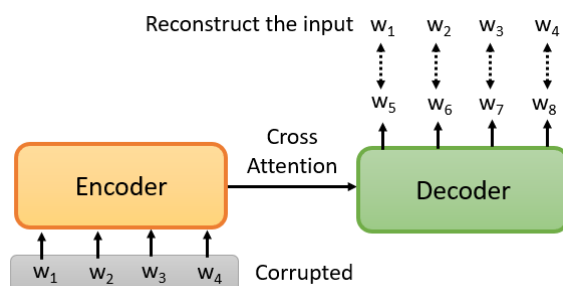 Reconstruct the input w₁ w₂ w₃ w₄
w₅ w₆ w₇ w₈
Cross
Attention
Encoder
Decoder
w₁ w₂ w₃ w₄ Corrupted